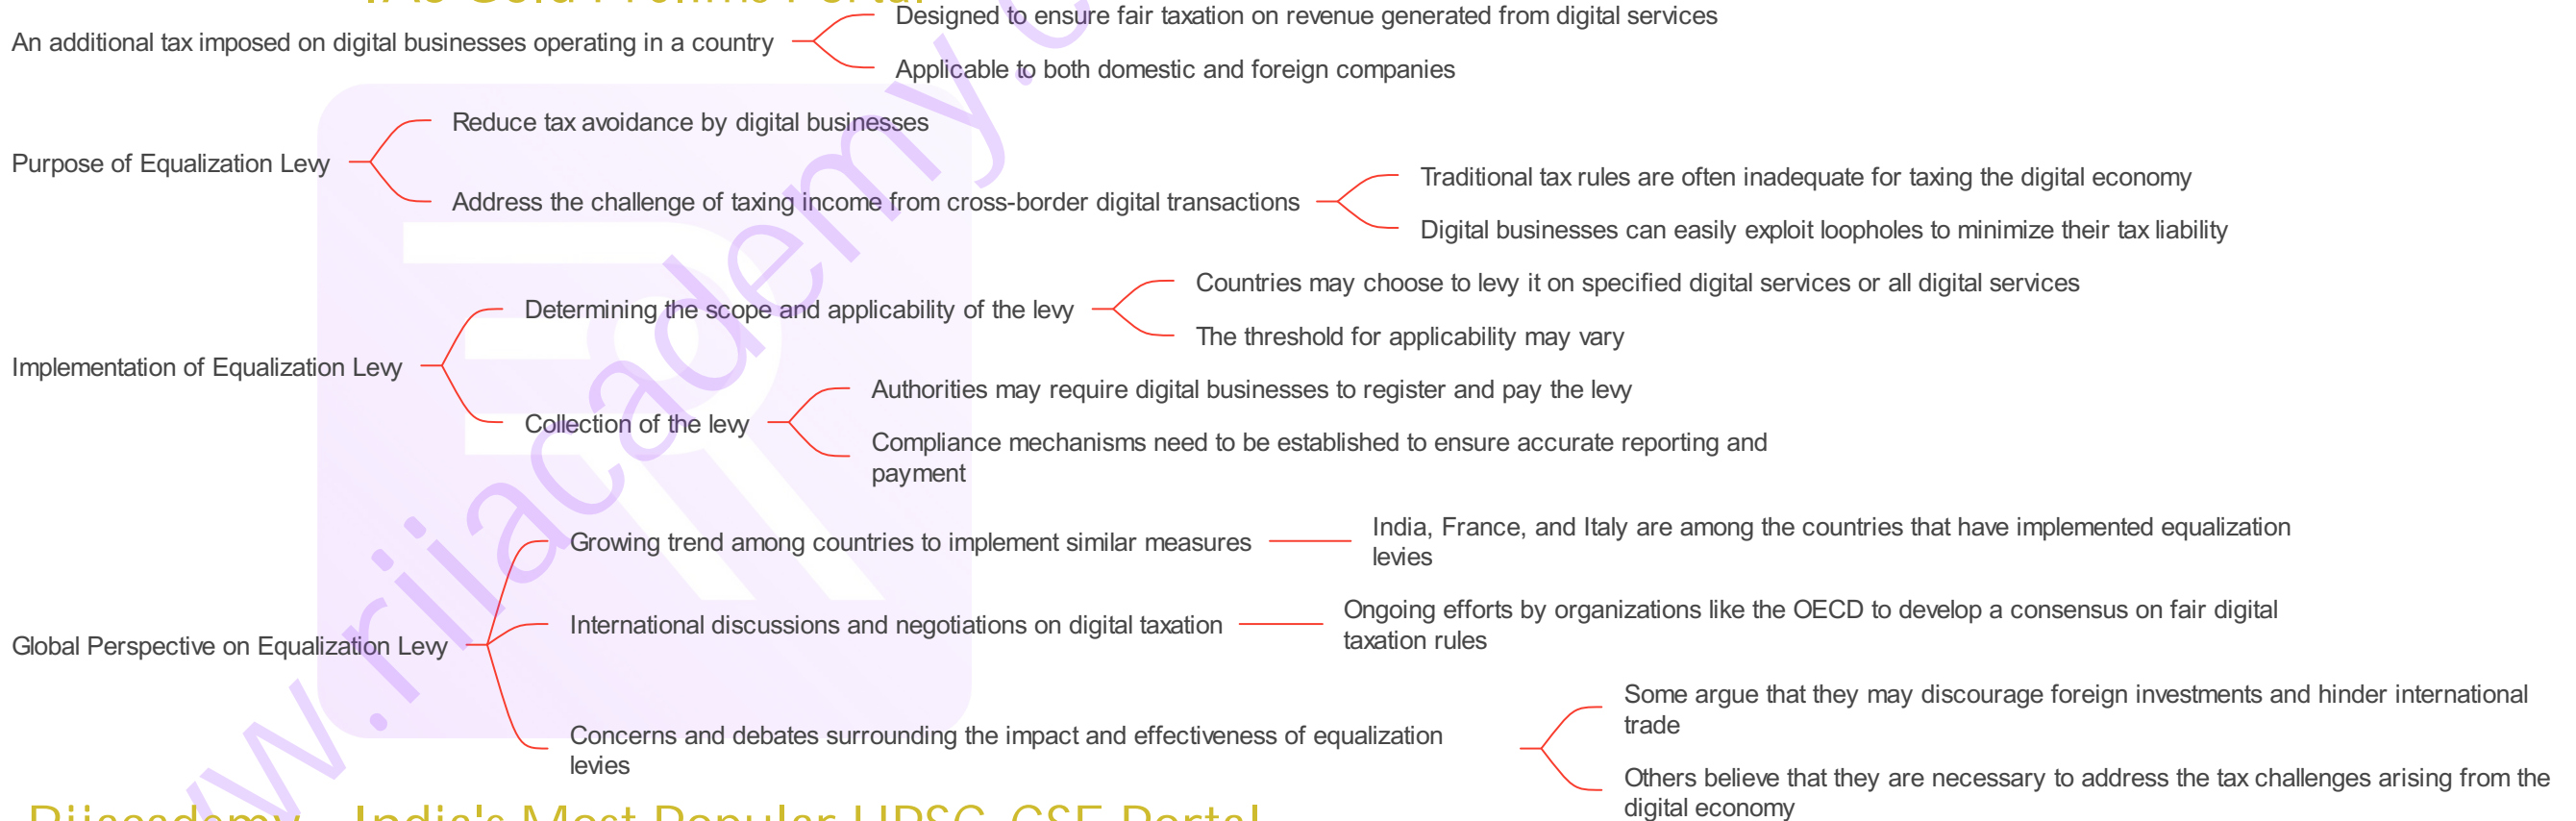 Designed to ensure fair taxation on revenue generated from digital services
An additional tax imposed on digital businesses operating in a country
Applicable to both domestic and foreign companies
Reduce tax avoidance by digital businesses
Purpose of Equalization Levy
Address the challenge of taxing income from cross-border digital transactions
Traditional tax rules are often inadequate for taxing the digital economy
Digital businesses can easily exploit loopholes to minimize their tax liability
Implementation of Equalization Levy
Determining the scope and applicability of the levy
Countries may choose to levy it on specified digital services or all digital services
The threshold for applicability may vary
Collection of the levy
Authorities may require digital businesses to register and pay the levy
Compliance mechanisms need to be established to ensure accurate reporting and
payment
Global Perspective on Equalization Levy
Growing trend among countries to implement similar measures
India, France, and Italy are among the countries that have implemented equalization
levies
International discussions and negotiations on digital taxation
Ongoing efforts by organizations like the OECD to develop a consensus on fair digital
taxation rules
Concerns and debates surrounding the impact and effectiveness of equalization
levies
Some argue that they may discourage foreign investments and hinder international
trade
Others believe that they are necessary to address the tax challenges arising from the
digital economy
w.rijacademy.c
India's Most Popular UPSC CSE Portal